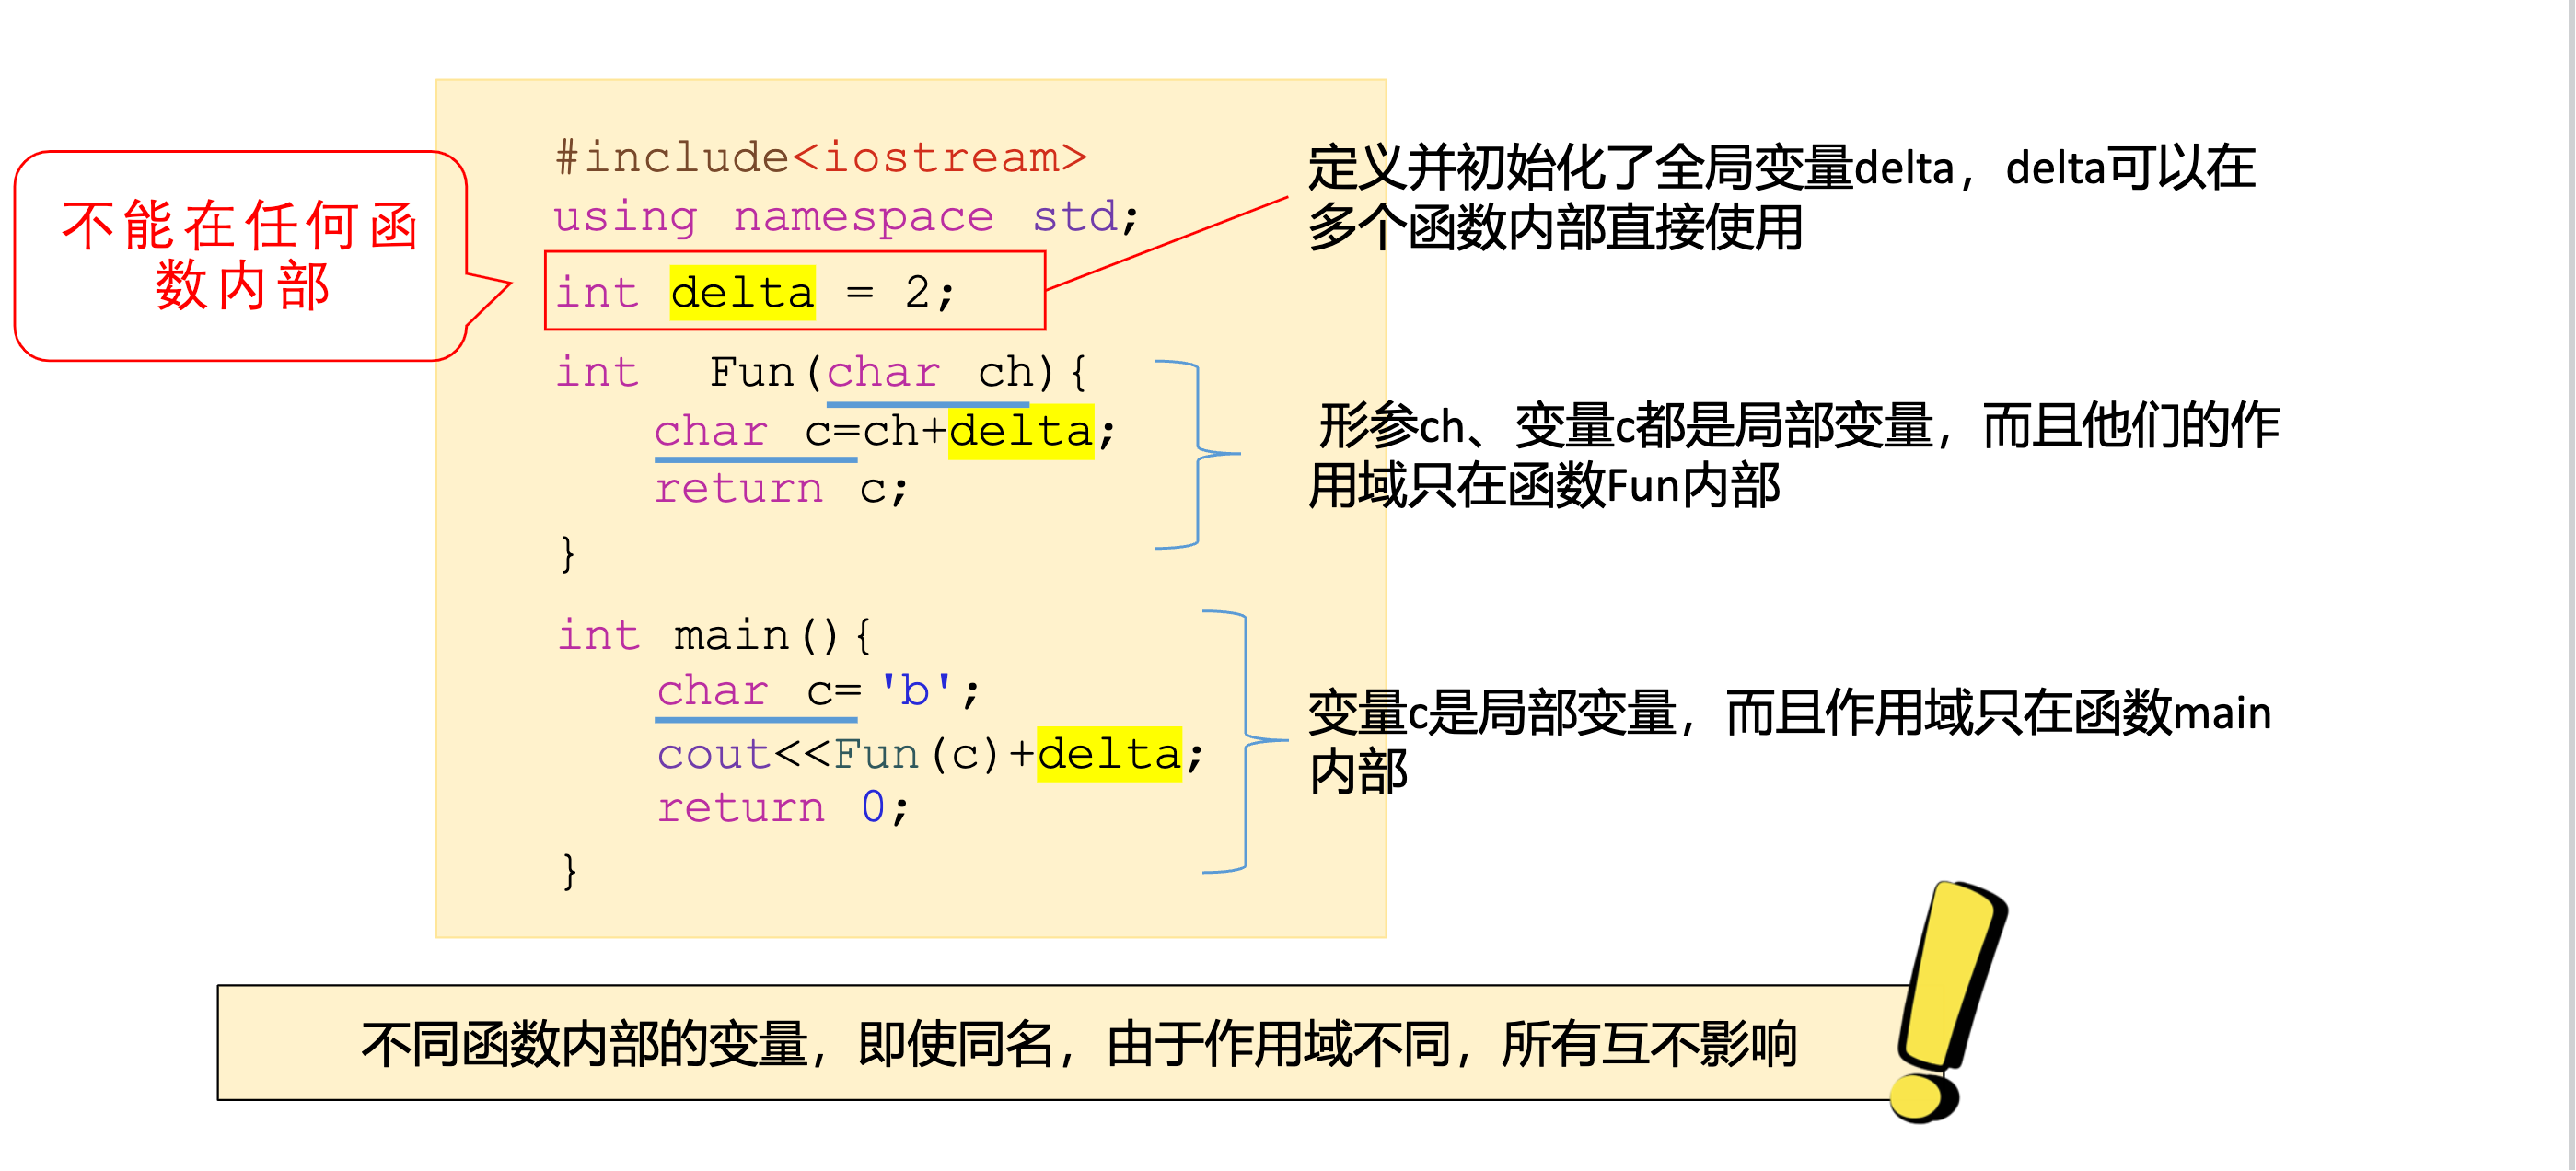 不能在任何函
数内部
#include<iostream>
using namespace std;
int delta = 2;
int Fun(char ch){
char c=ch+delta;
return c;
}
int main(){
char c= 'b';
cout<<Fun(c)+delta;
return 0;
}
定义并初始化了全局变量delta，delta可以在
多个函数内部直接使用
形参ch、变量c都是局部变量，而且他们的作
用域只在函数Fun内部
变量c是局部变量，而且作用域只在函数main
内部
不同函数内部的变量，即使同名，由于作用域不同，所有互不影响